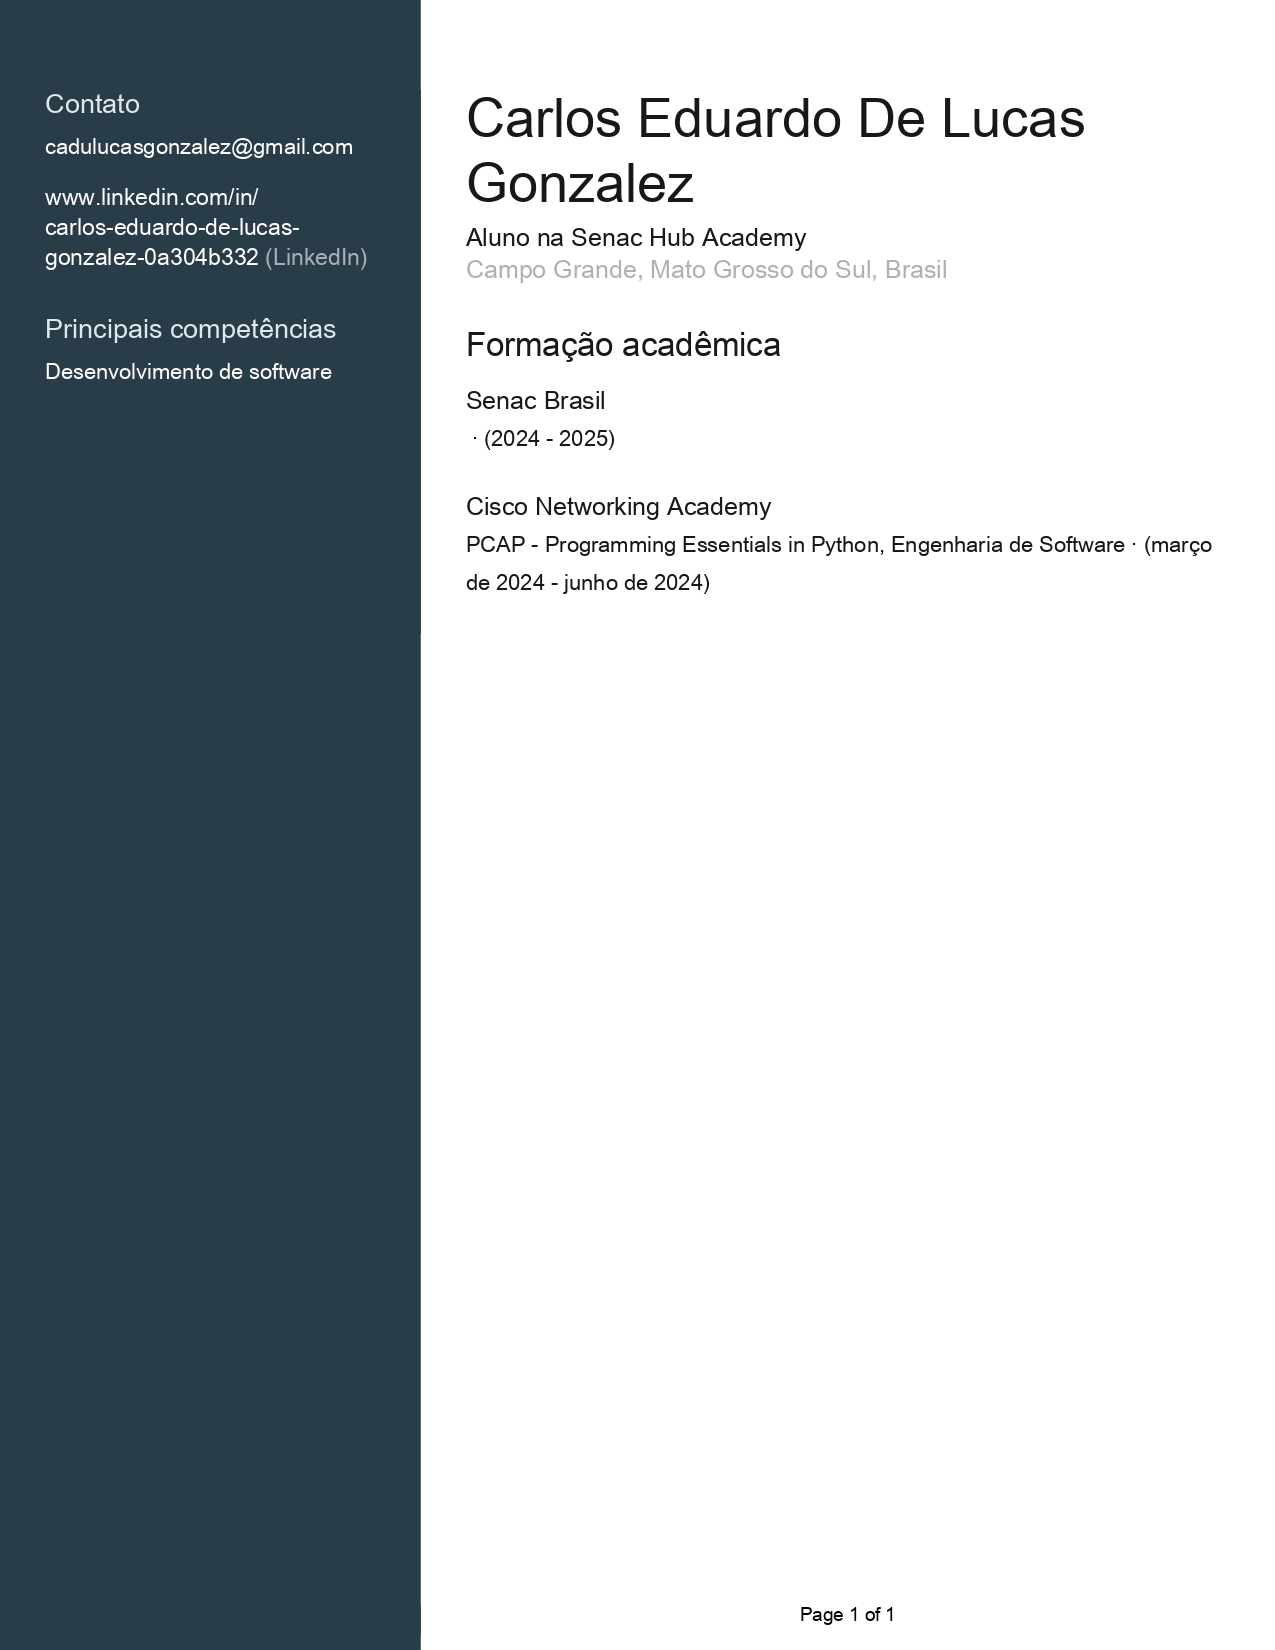 Contato
cadulucasgonzalez@gmail.com
www.linkedin.com/in/
carlos-eduardo-de-lucas-
gonzalez-0a304b332 (LinkedIn)
Principais competências
Desenvolvimento de software
Carlos Eduardo De Lucas
Gonzalez
Aluno na Senac Hub Academy
Campo Grande, Mato Grosso do Sul, Brasil
Formação acadêmica
Senac Brasil
· (2024 - 2025)
Cisco Networking Academy
PCAP - Programming Essentials in Python, Engenharia de Software · (março
de 2024 - junho de 2024)
Page 1 of 1